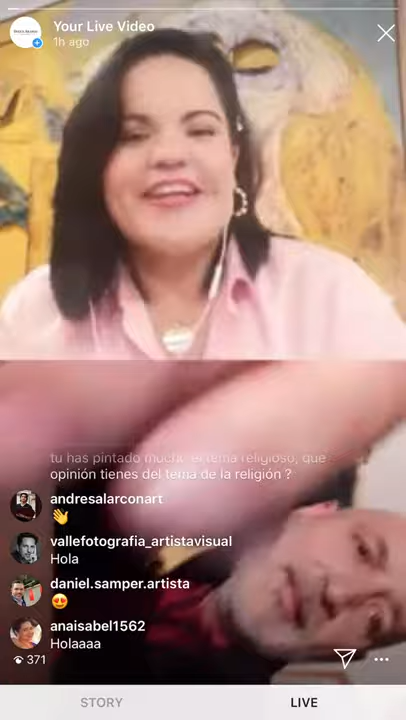 Your Live Video
1h ago
tu has pintado mucho el tema religioso, que
opinión tienes del tema de la religión ?
andresalarconart
👋
vallefotografia_artistavisual
Hola
daniel.samper.artista
😍
anaisabel1562
Holaaaa
371
STORY
LIVE